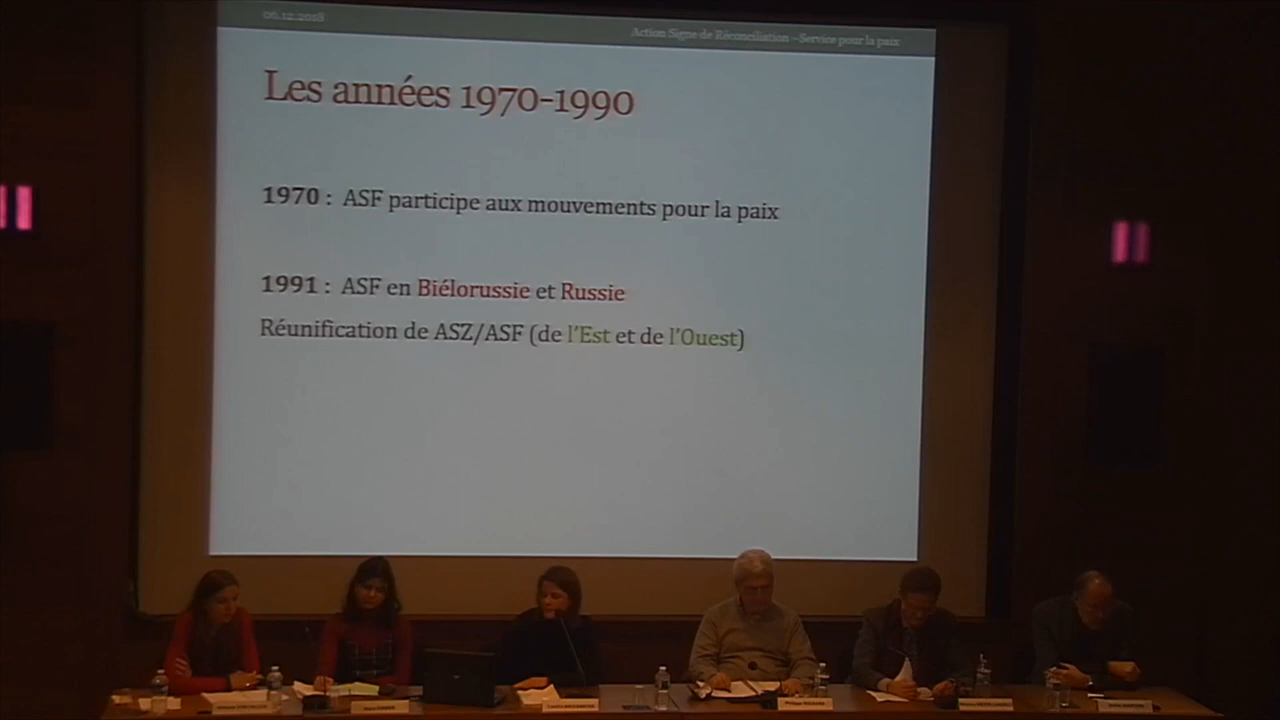 06.12.2018
Action Signe de Réconciliation –Service pour la paix
Les années 1970-1990
1970 : ASF participe aux mouvements pour la paix
1991 : ASF en Biélorussie et Russie
Réunification de ASZ/ASF (de l'Est et de l'Ouest)